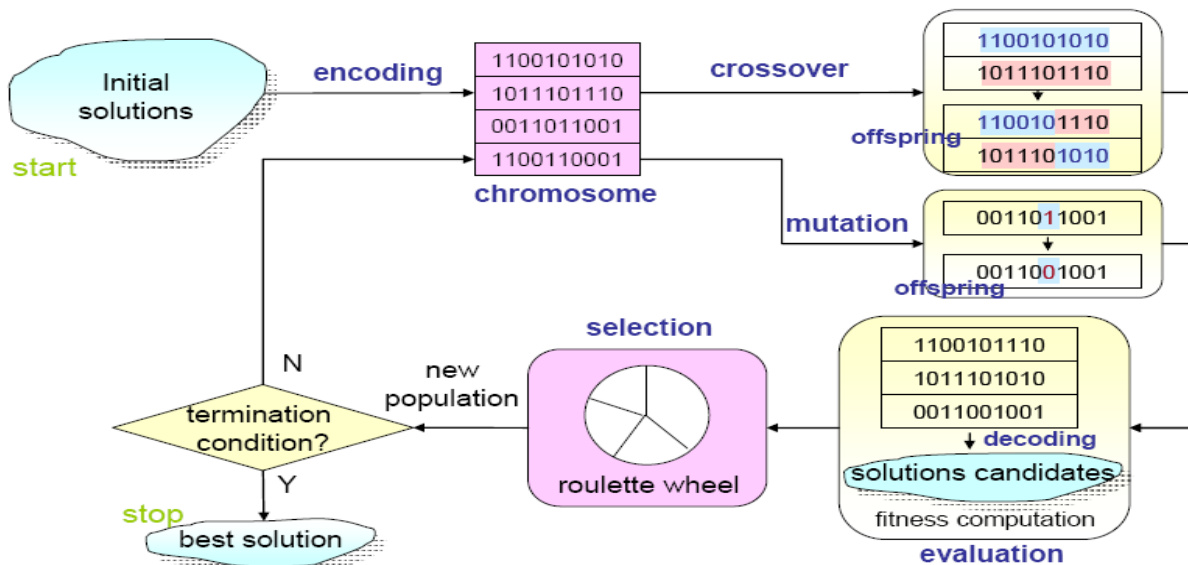 Initial
solutions
start
encoding
1100101010
1011101110
0011011001
1100110001
chromosome
crossover
1100101010
1011101110
offspring
1100101110
1011101010
mutation
0011011001
0011001001
offspring
1100101110
1011101010
0011001001
decoding
solutions candidates
fitness computation
evaluation
selection
roulette wheel
new
population
termination
condition?
N
Y
stop
best solution